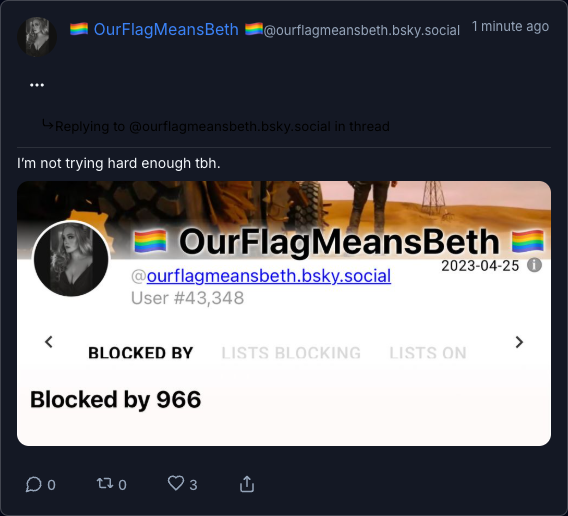 🏳️‍🌈 OurFlagMeansBeth 🏳️‍🌈@ourflagmeansbeth.bsky.social 1 minute ago
...
Replying to @ourflagmeansbeth.bsky.social in thread
I’m not trying hard enough tbh.
🏳️‍🌈 OurFlagMeansBeth 🏳️‍🌈
2023-04-25
@ourflagmeansbeth.bsky.social
User #43,348
BLOCKED BY LISTS BLOCKING LISTS ON
Blocked by 966
0 0 3